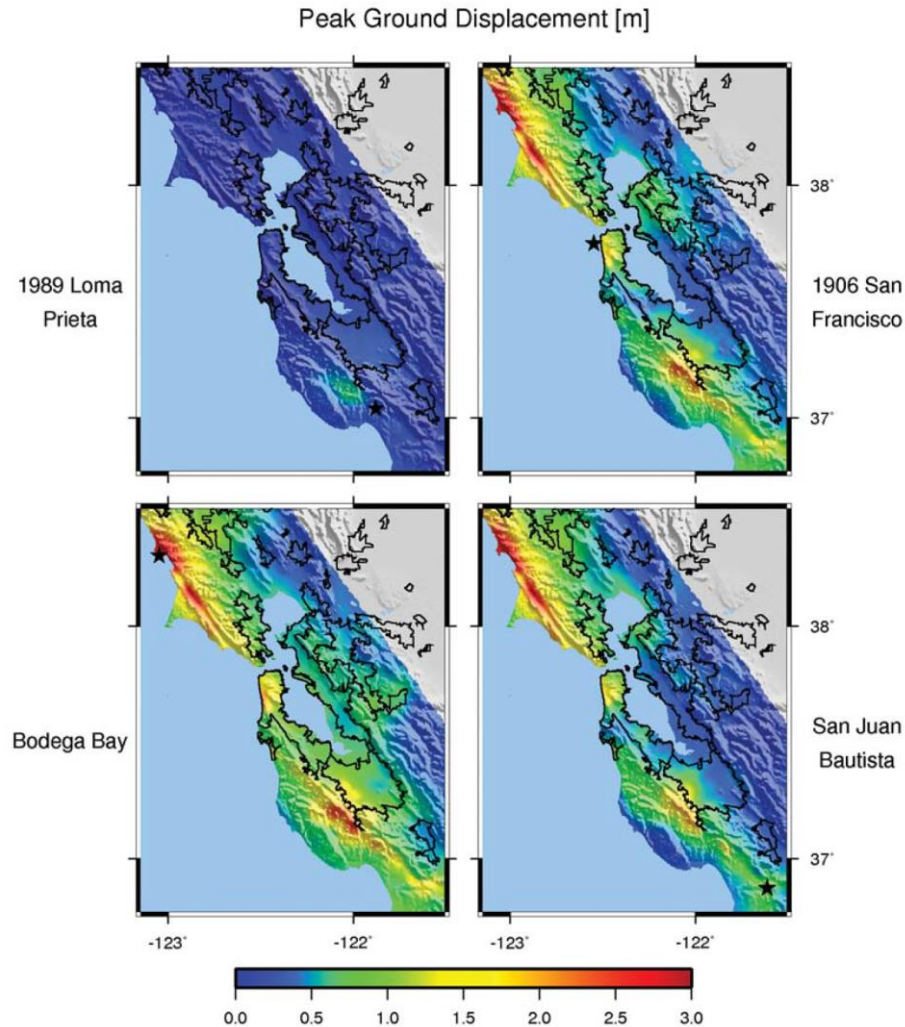 Peak Ground Displacement [m]
1989 Loma
Prieta
38°
37°
1906 San
Francisco
Bodega Bay
38°
37°
San Juan
Bautista
-123°
-122°
-123°
-122°
0.0
0.5
1.0
1.5
2.0
2.5
3.0